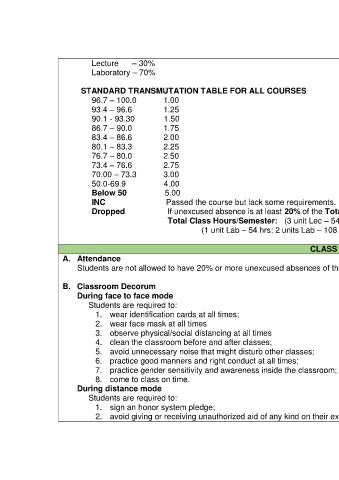 Lecture – 30%
Laboratory – 70%
STANDARD TRANSMUTATION TABLE FOR ALL COURSES
96.7 – 100.0 1.00
93.4 – 96.6 1.25
90.1 - 93.30 1.50
86.7 – 90.0 1.75
83.4 – 86.6 2.00
80.1 – 83.3 2.25
76.7 – 80.0 2.50
73.4 – 76.6 2.75
70.00 – 73.3 3.00
50.0-69.9 4.00
Below 50 5.00
INC Passed the course but lack some requirements.
Dropped If unexcused absence is at least 20% of the Tota
Total Class Hours/Semester: (3 unit Lec – 54
(1 unit Lab – 54 hrs; 2 units Lab – 108
CLASS
A. Attendance
Students are not allowed to have 20% or more unexcused absences of th
B. Classroom Decorum
During face to face mode
Students are required to:
1. wear identification cards at all times;
2. wear face mask at all times
3. observe physical/social distancing at all times
4. clean the classroom before and after classes;
5. avoid unnecessary noise that might disturb other classes;
6. practice good manners and right conduct at all times;
7. practice gender sensitivity and awareness inside the classroom;
8. come to class on time.
During distance mode
Students are required to:
1. sign an honor system pledge;
2. avoid giving or receiving unauthorized aid of any kind on their ex